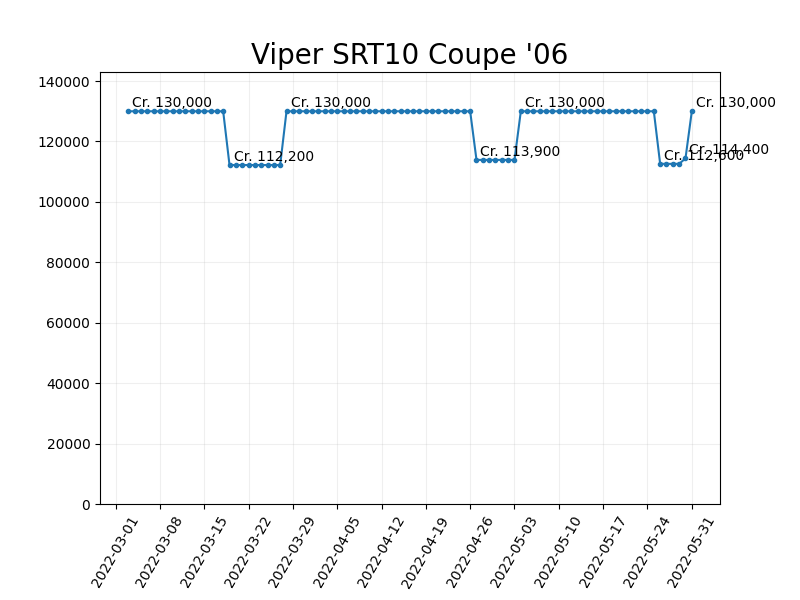 Viper SRT10 Coupe '06
140000
120000
100000
80000
60000
40000
20000
0
Cr. 130,000
Cr. 112,200
Cr. 130,000
Cr. 113,900
Cr. 130,000
Cr. 112,600
Cr. 114,400
Cr. 130,000
2022-03-01
2022-03-08
2022-03-15
2022-03-22
2022-03-29
2022-04-05
2022-04-12
2022-04-19
2022-04-26
2022-05-03
2022-05-10
2022-05-17
2022-05-24
2022-05-31